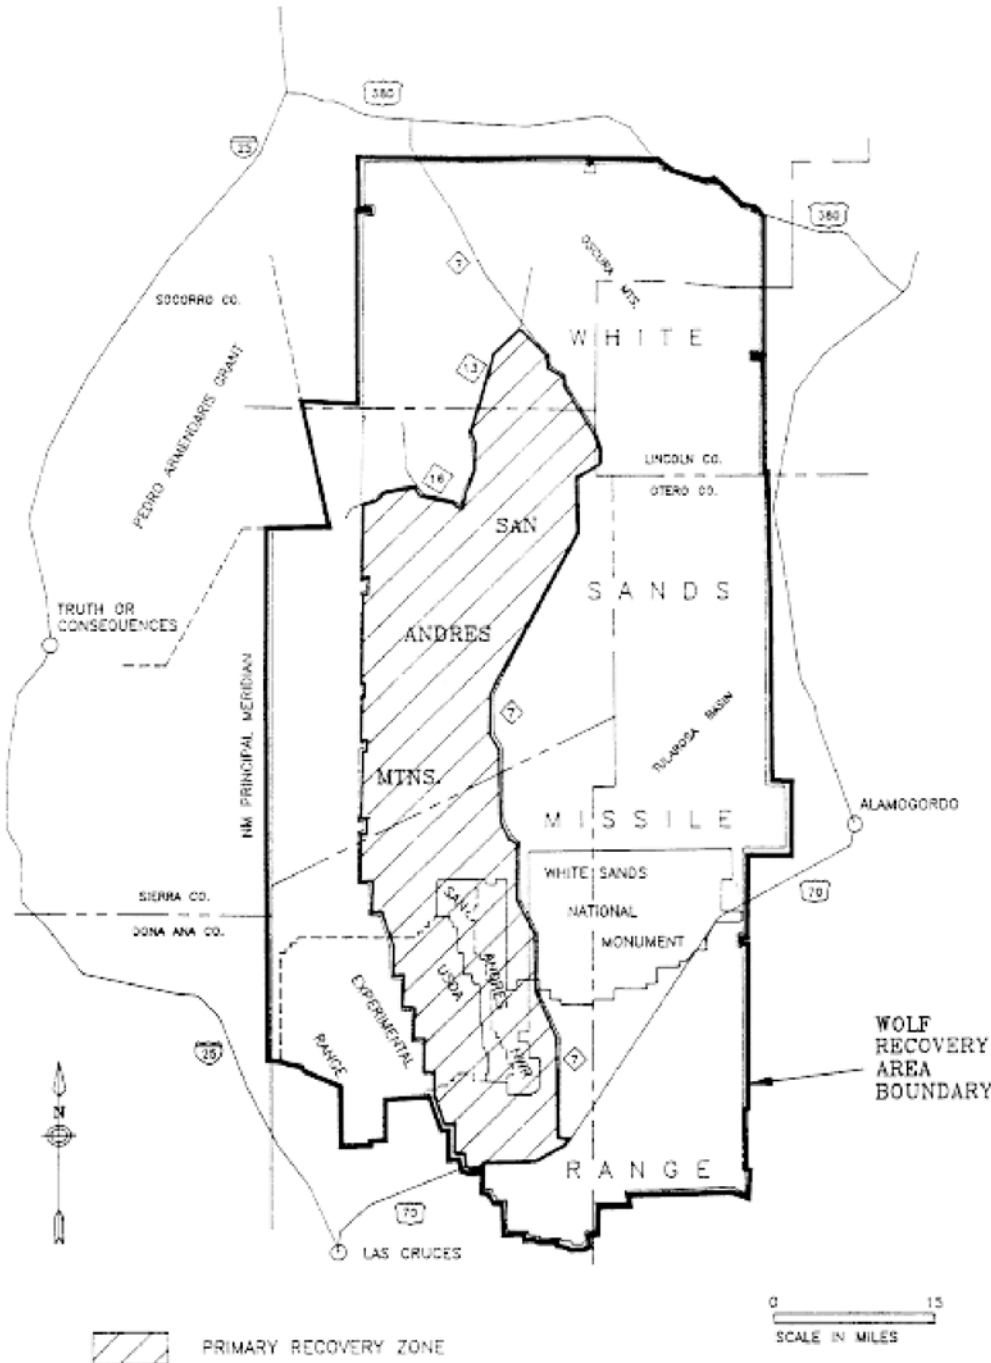 380
25
380
OSCURA MTS.
7
SOCORRO CO.
WHITE
13
PEDRO ARMENDARIS GRANT
LINCOLN CO.
16
OTERO CO.
SAN
SANDS
TRUTH OR
CONSEQUENCES
ANDRES
NM PRINCIPAL MERIDIAN
7
TULAROSA BASIN
MTNS.
MISSILE
ALAMOGORDO
WHITE SANDS
NATIONAL
MONUMENT
70
SIERRA CO.
DONA ANA CO.
SAN
ANDRES
NWR
USDA
EXPERIMENTAL
RANGE
25
7
WOLF
RECOVERY
AREA
BOUNDARY
N
RANGE
70
LAS CRUCES
0 15
SCALE IN MILES
PRIMARY RECOVERY ZONE